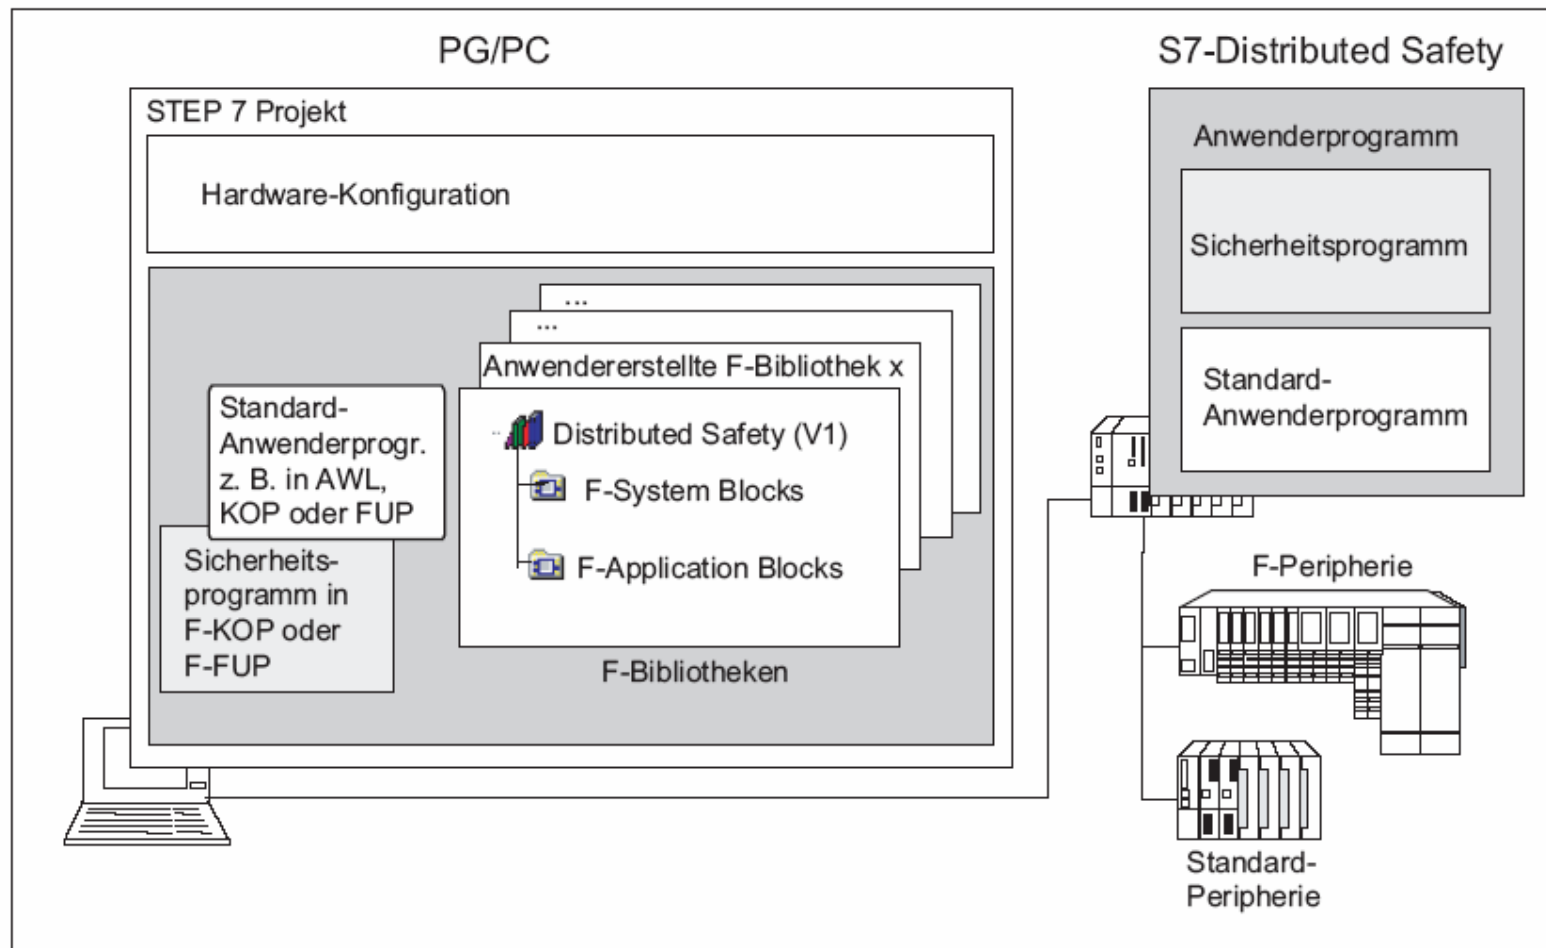 PG/PC
S7-Distributed Safety
STEP 7 Projekt
Hardware-Konfiguration
...
...
Anwendererstellte F-Bibliothek x
Distributed Safety (V1)
F-System Blocks
F-Application Blocks
F-Bibliotheken
Standard-
Anwenderprogr.
z. B. in AWL,
KOP oder FUP
Sicherheits-
programm in
F-KOP oder
F-FUP
Anwenderprogramm
Sicherheitsprogramm
Standard-
Anwenderprogramm
F-Peripherie
Standard-
Peripherie